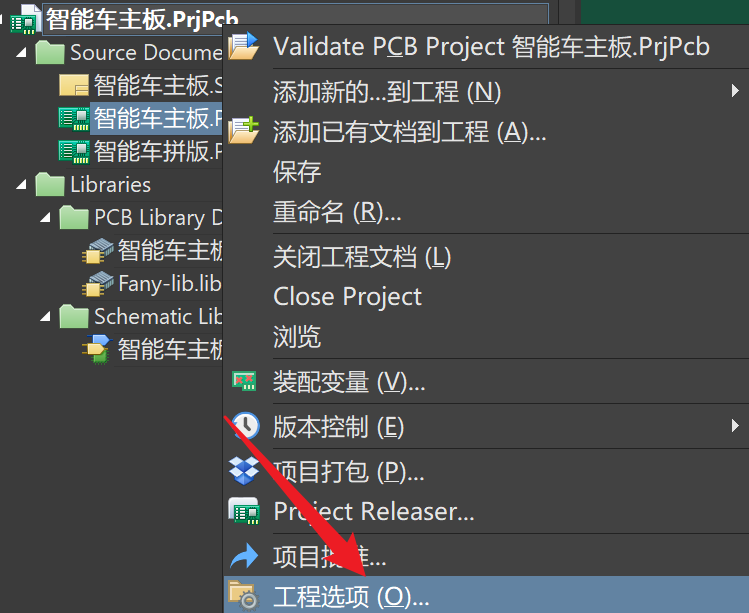 智能车主板.PrjPcb
Source Docume
智能车主板.S
智能车主板.P
智能车拼版.P
Libraries
PCB Library D
智能车主板
Fany-lib.lib
Schematic Lib
智能车主板
Validate PCB Project 智能车主板.PrjPcb
添加新的...到工程 (N)
添加已有文档到工程 (A)...
保存
重命名 (R)...
关闭工程文档 (L)
Close Project
浏览
装配变量 (V)...
版本控制 (E)
项目打包 (P)...
Project Releaser...
项目批准...
工程选项 (O)...